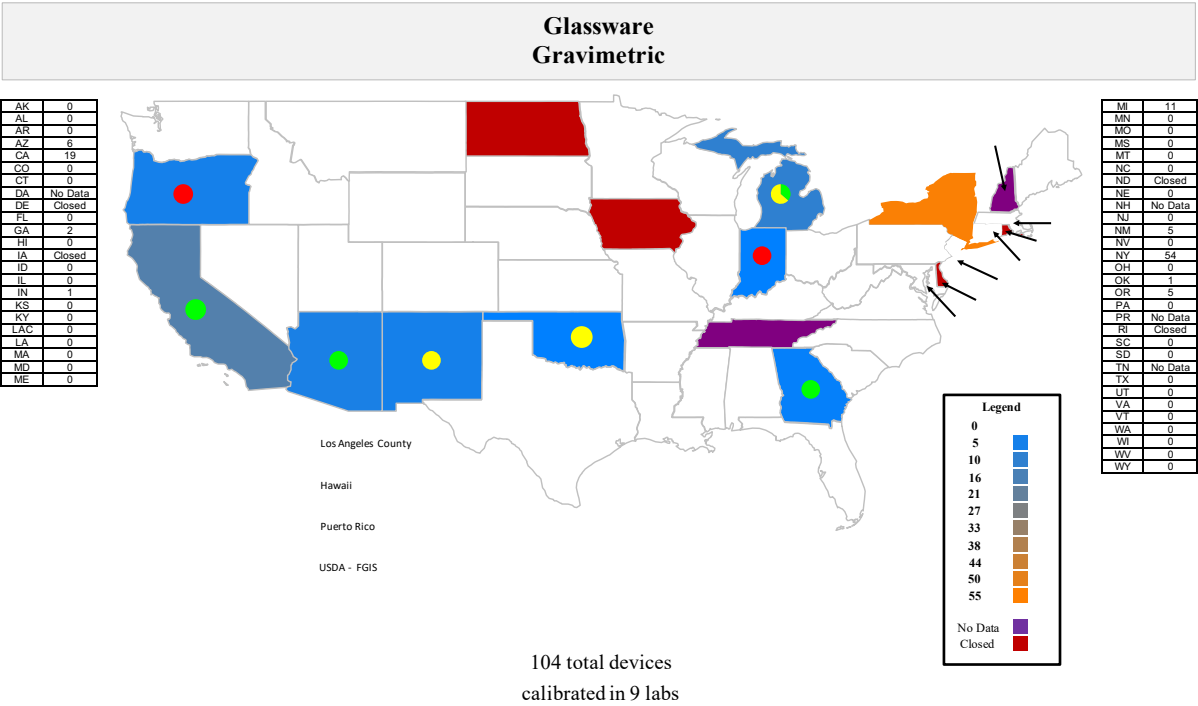 Glassware
Gravimetric
AK 0
AL 0
AR 0
AZ 6
CA 19
CO 0
CT 0
DA No Data
DE Closed
FL 0
GA 2
HI 0
IA Closed
ID 0
IL 0
IN 1
KS 0
KY 0
LAC 0
LA 0
MA 0
MD 0
ME 0
MI 11
MN 0
MO 0
MS 0
MT 0
NC 0
ND Closed
NE 0
NH No Data
NJ 0
NM 5
NV 0
NY 54
OH 0
OK 1
OR 5
PA 0
PR No Data
RI Closed
SC 0
SD 0
TN No Data
TX 0
UT 0
VA 0
VT 0
WA 0
WI 0
WV 0
WY 0
Los Angeles County
Hawaii
Puerto Rico
USDA - FGIS
Legend
0
5
10
16
21
27
33
38
44
50
55
No Data
Closed
104 total devices
calibrated in 9 labs